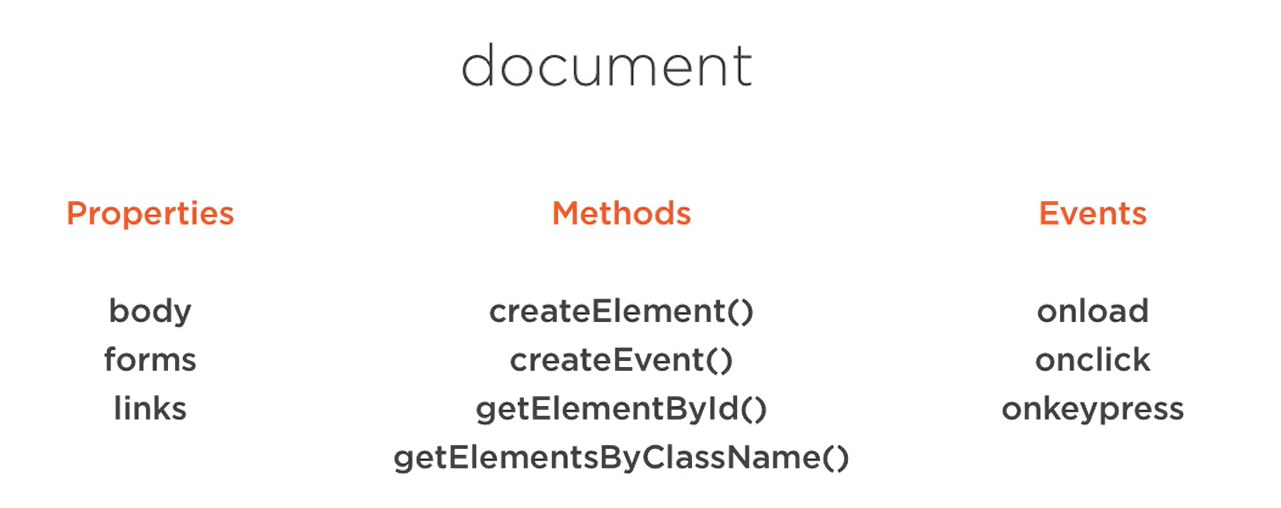 document
Properties
Methods
Events
body
createElement()
onload
forms
createEvent()
onclick
links
getElementById()
onkeypress
getElementsByClassName()